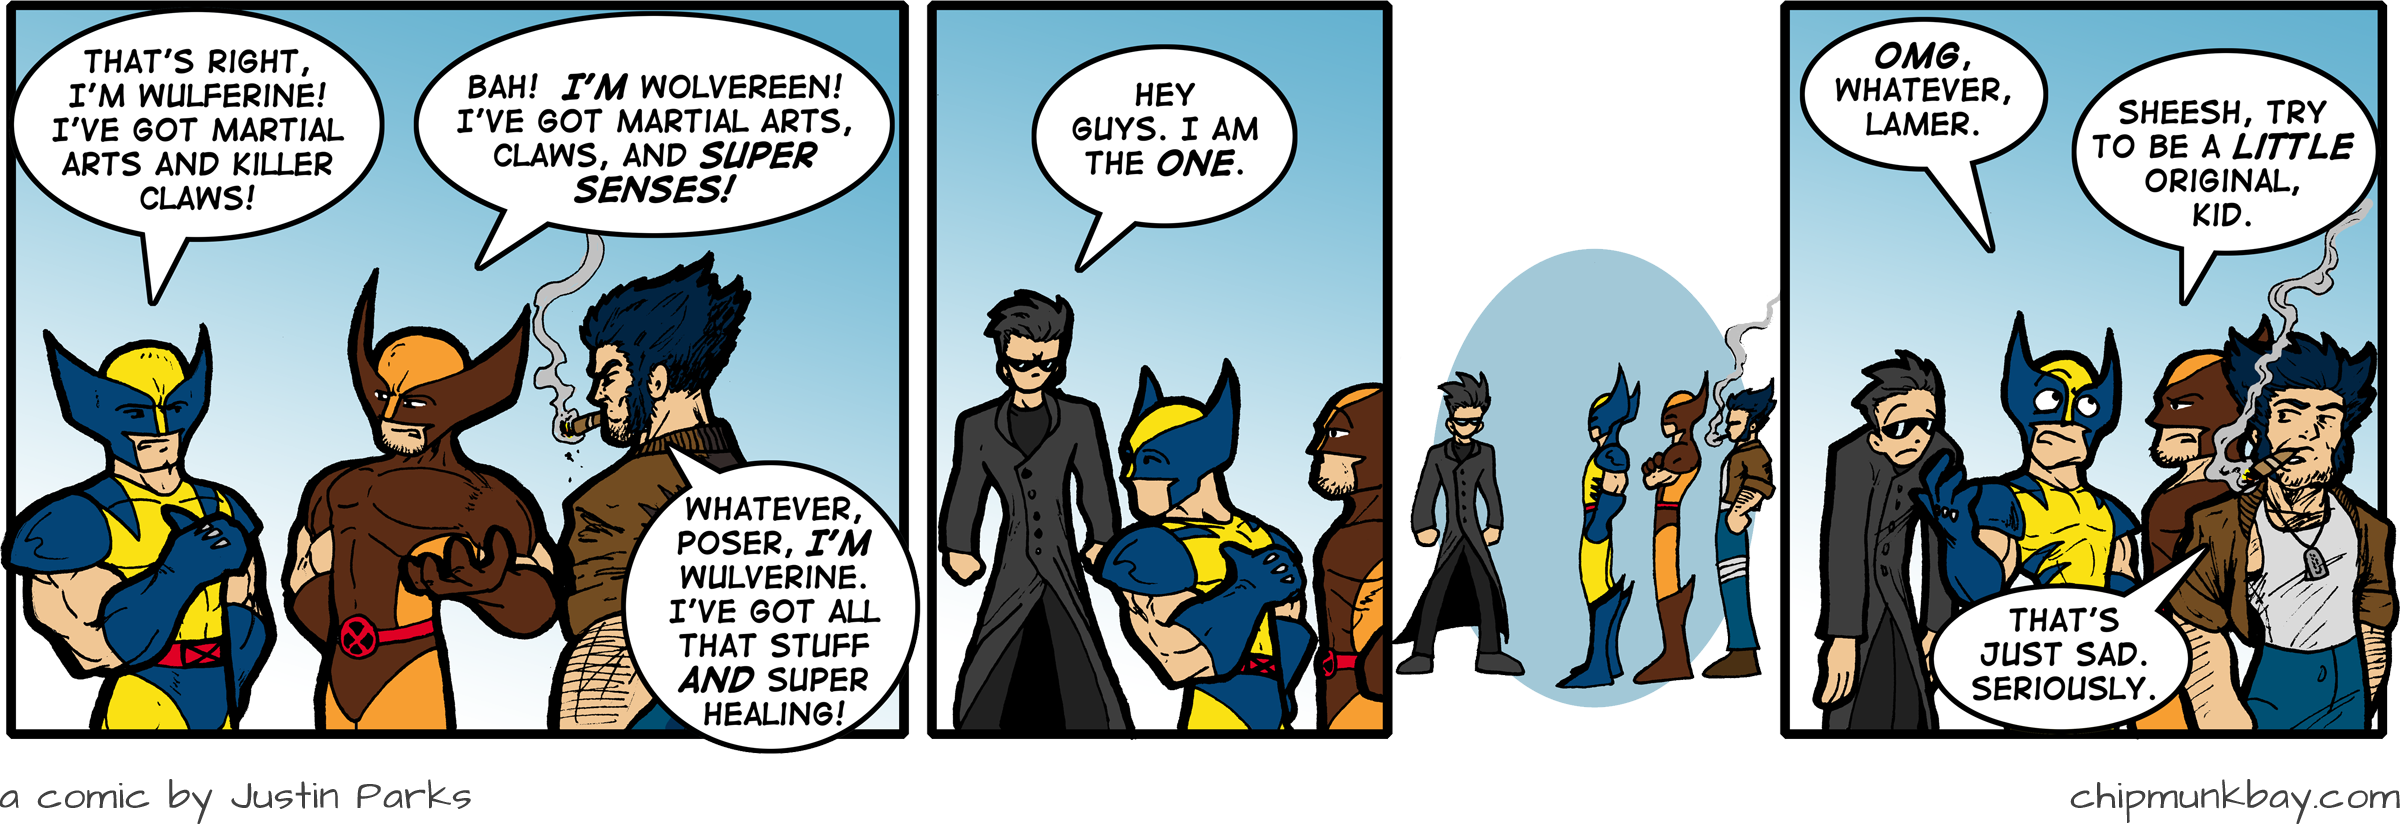 THAT'S RIGHT,
I'M WULFERINE!
I'VE GOT MARTIAL
ARTS AND KILLER
CLAWS!
BAH! I'M WOLVEREEN!
I'VE GOT MARTIAL ARTS,
CLAWS, AND SUPER
SENSES!
WHATEVER,
POSER, I'M
WULVERINE.
I'VE GOT ALL
THAT STUFF
AND SUPER
HEALING!
HEY
GUYS. I AM
THE ONE.
OMG,
WHATEVER,
LAMER.
SHEESH, TRY
TO BE A LITTLE
ORIGINAL,
KID.
THAT'S
JUST SAD.
SERIOUSLY.
a comic by Justin Parks
chipmunkbay.com